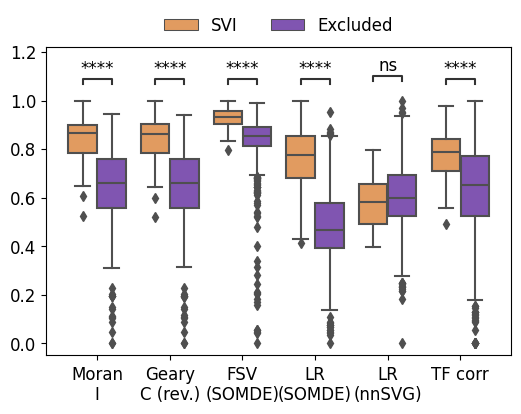 SVI Excluded
1.2
1.0
0.8
0.6
0.4
0.2
0.0
**** **** **** **** ns ****
Moran Geary FSV LR LR TF corr
I C (rev.) (SOMDE) (SOMDE) (nnSVG)